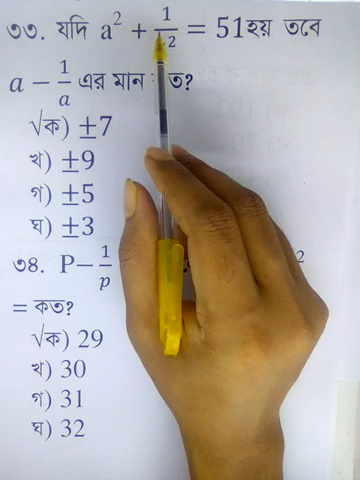 ৩৩. যদি a² + 1/ ² = 51হয় তবে
a − 1/a এর মান ত?
√ক) ±7
খ) ±9
গ) ±5
ঘ) ±3
৩৪. P− 1/p
= কত?
√ক) 29
খ) 30
গ) 31
ঘ) 32